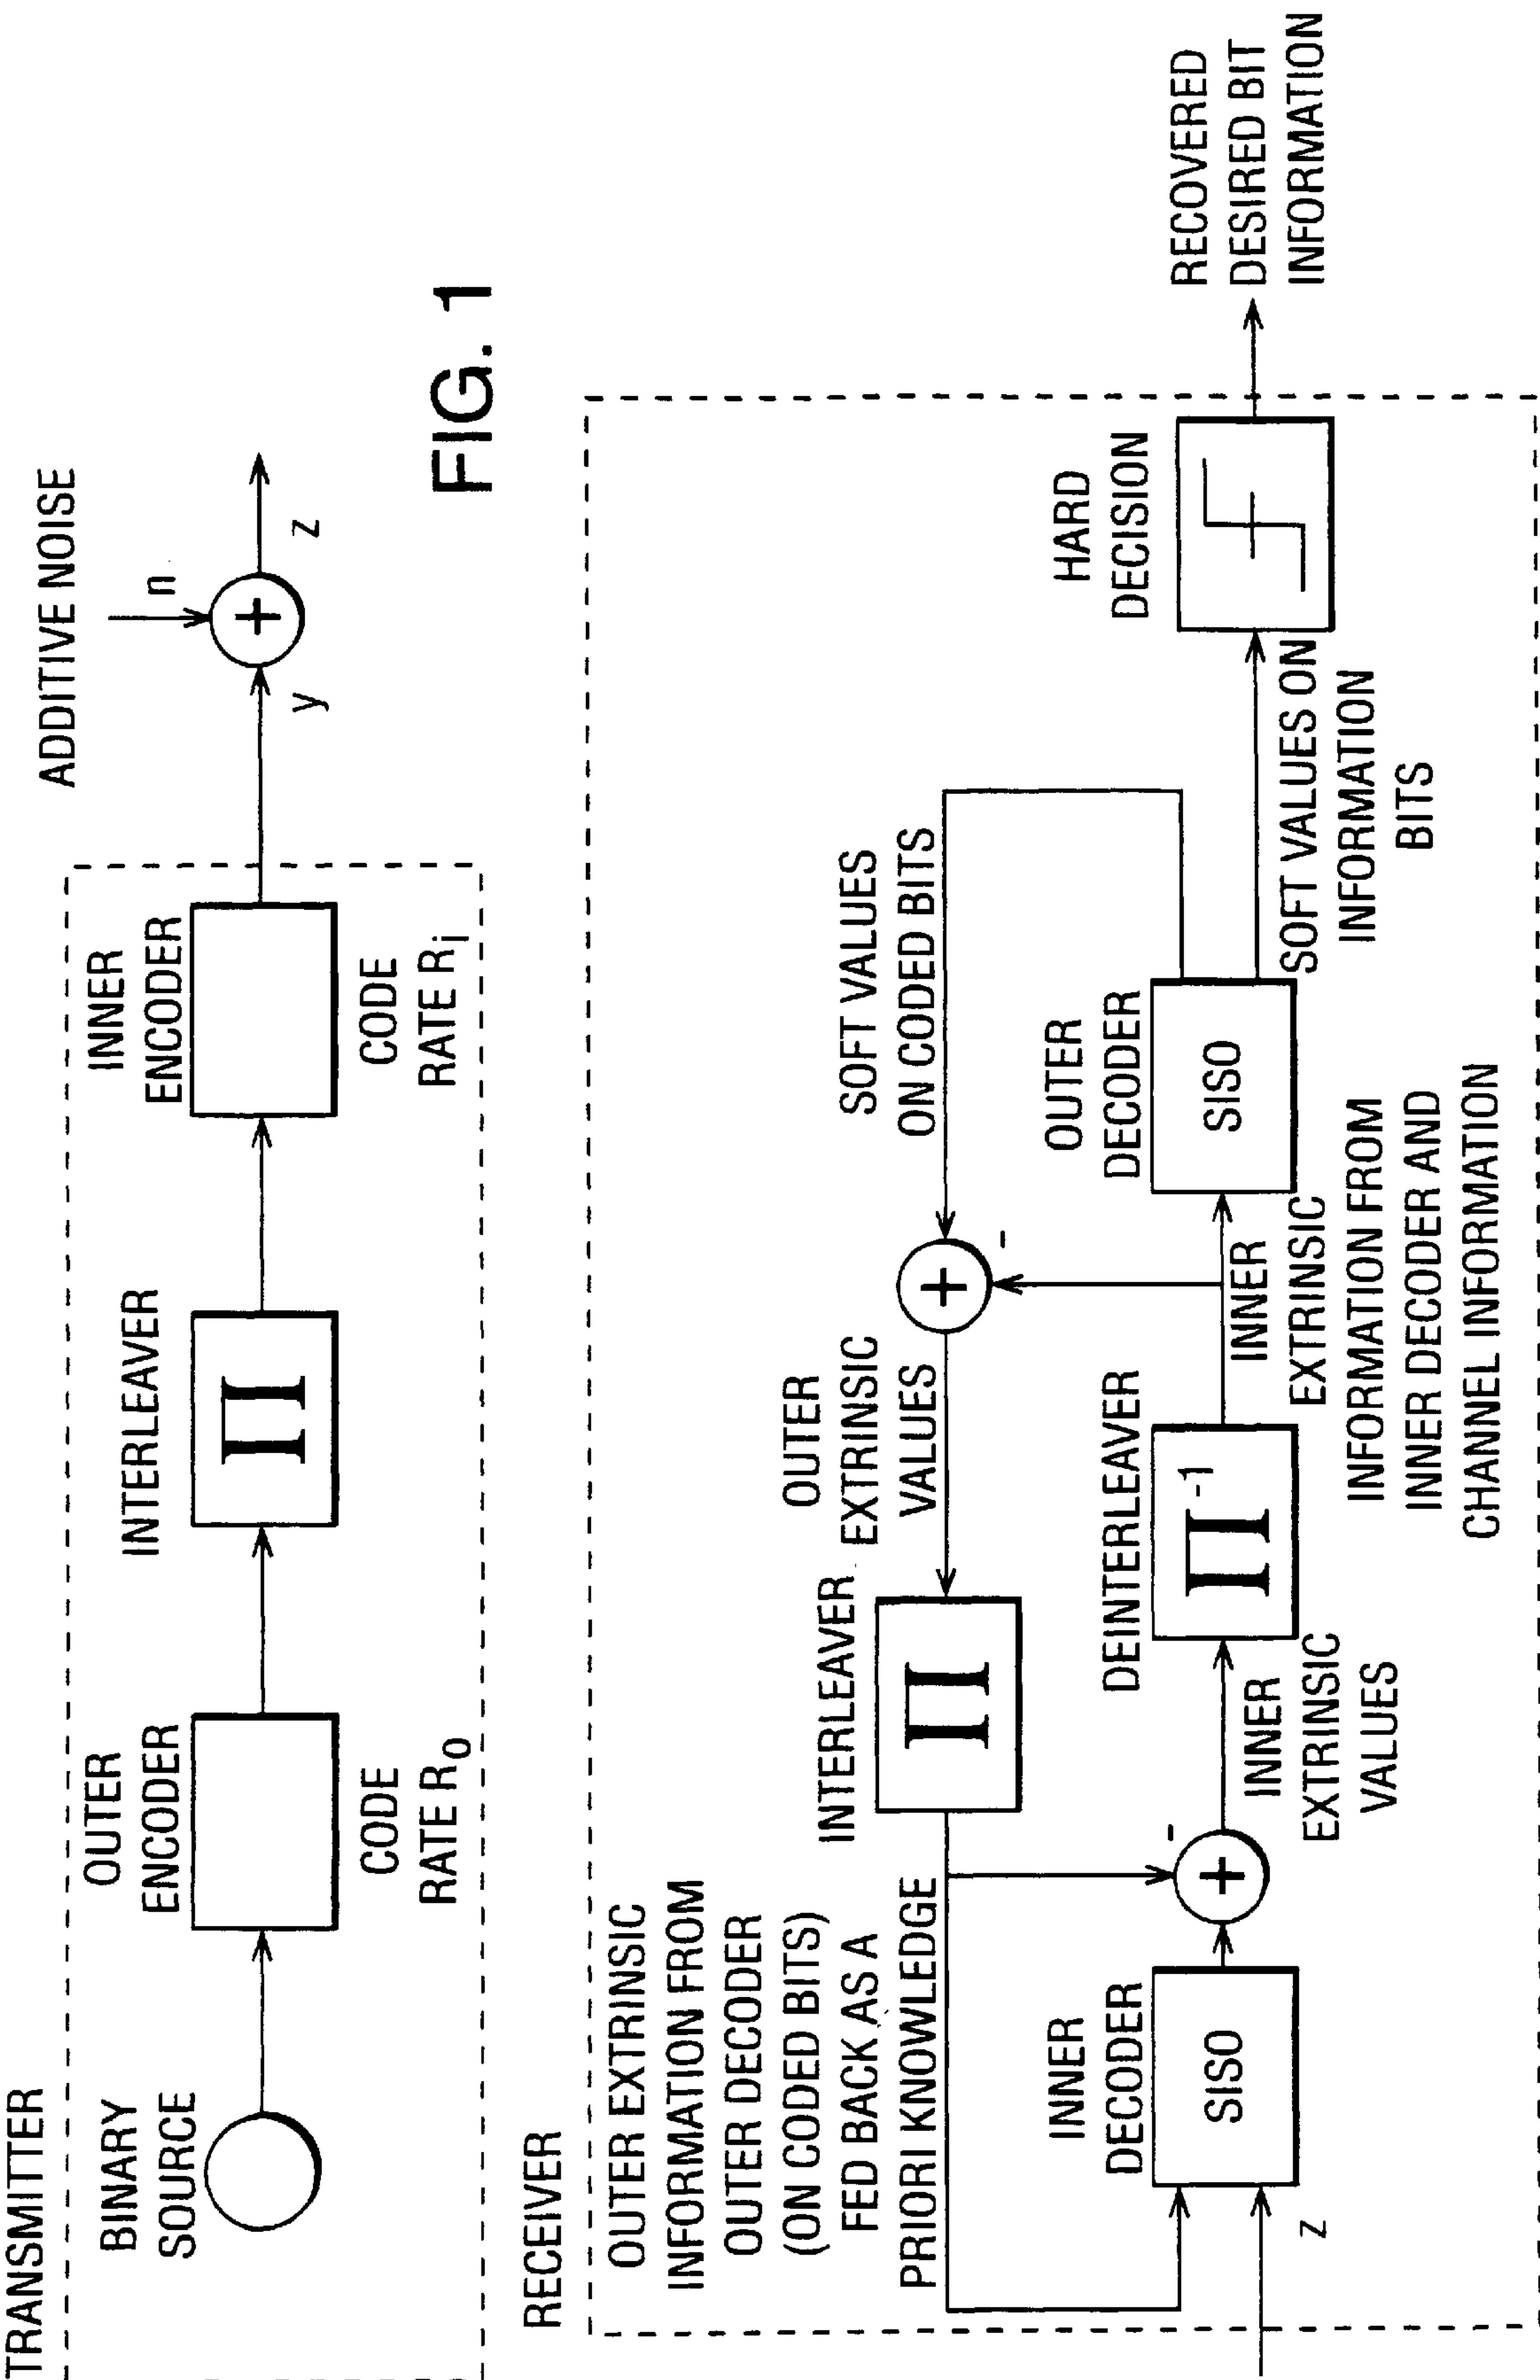 TRANSMITTER
BINARY
SOURCE
OUTER
ENCODER
CODE
RATE Ro
INTERLEAVER
Π
INNER
ENCODER
CODE
RATE Ri
ADDITIVE NOISE
n
+
y
z
FIG. 1
RECEIVER
OUTER EXTRINSIC
INFORMATION FROM
OUTER DECODER
(ON CODED BITS)
FED BACK AS A
PRIORI KNOWLEDGE
INTERLEAVER
Π
OUTER
EXTRINSIC
VALUES
+
-
SOFT VALUES
ON CODED BITS
z
INNER
DECODER
SISO
+
-
INNER
EXTRINSIC
VALUES
DEINTERLEAVER
Π-1
INNER
EXTRINSIC
INFORMATION FROM
INNER DECODER AND
CHANNEL INFORMATION
OUTER
DECODER
SISO
SOFT VALUES ON
INFORMATION
BITS
HARD
DECISION
RECOVERED
DESIRED BIT
INFORMATION